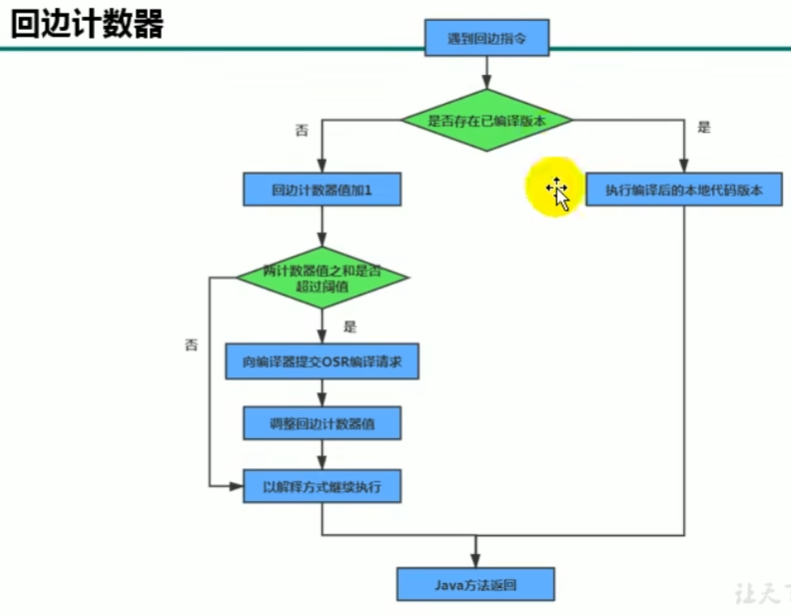 回边计数器
遇到回边指令
是否存在已编译版本
否
是
回边计数器值加1
执行编译后的本地代码版本
两计数器值之和是否
超过阈值
是
否
向编译器提交OSR编译请求
调整回边计数器值
以解释方式继续执行
Java方法返回
让天下